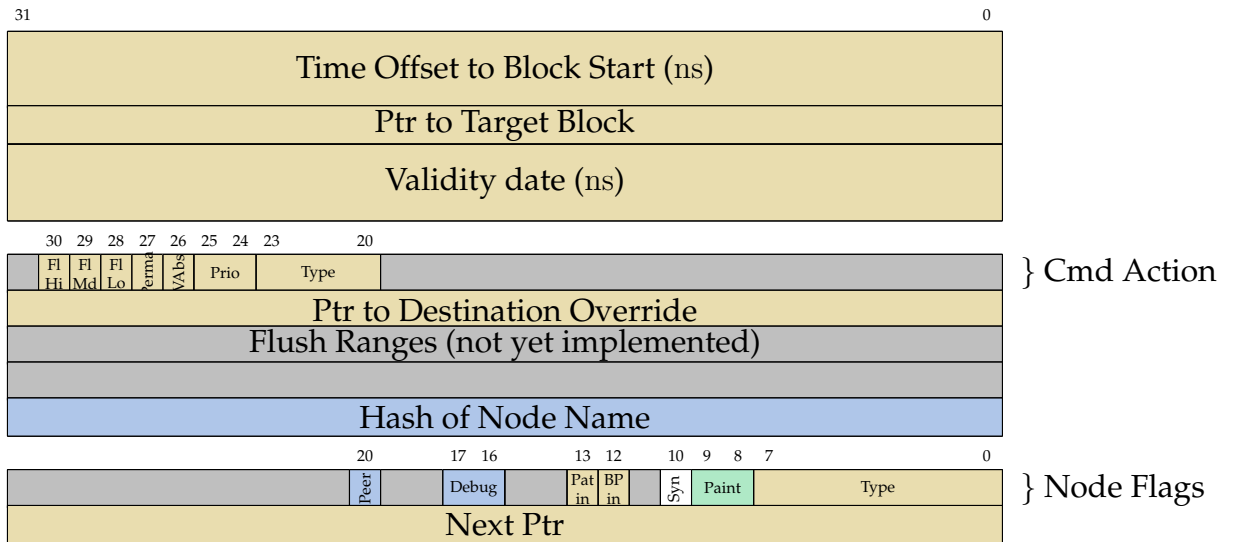 31 0
Time Offset to Block Start (ns)
Ptr to Target Block
Validity date (ns)
30 29 28 27 26 25 24 23 20
Fl Hi Fl Md Fl Lo Perma VAbs Prio Type } Cmd Action
Ptr to Destination Override
Flush Ranges (not yet implemented)
Hash of Node Name
20 17 16 13 12 10 9 8 7 0
Peer Debug Pat in BP in Syn Paint Type } Node Flags
Next Ptr